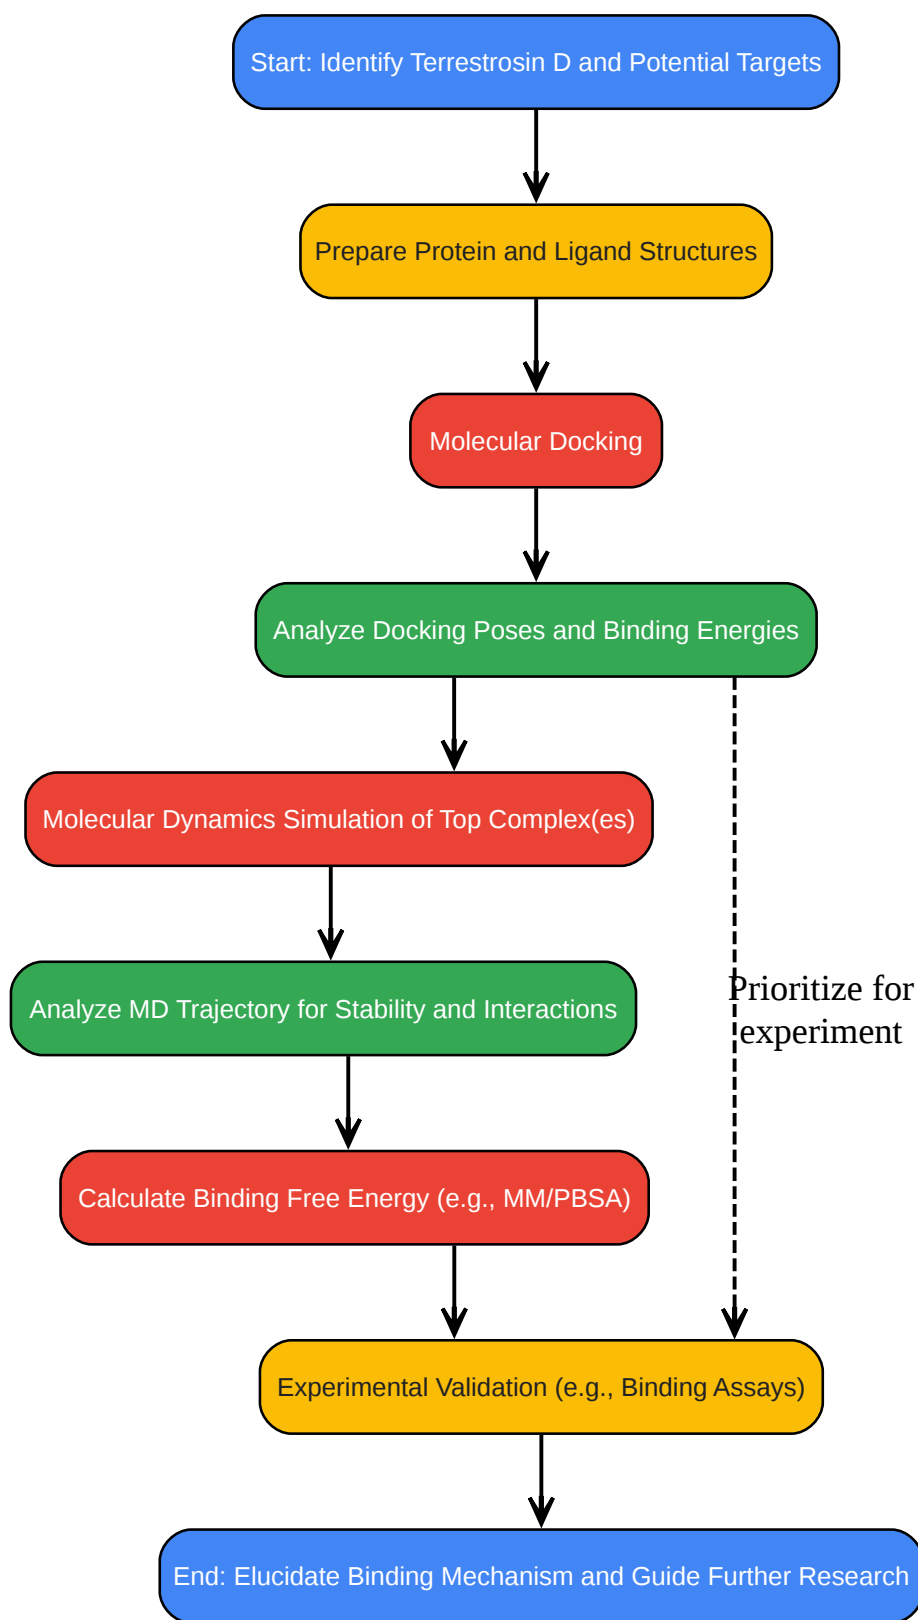 Start: Identify Terrestrosin D and Potential Targets
Prepare Protein and Ligand Structures
Molecular Docking
Analyze Docking Poses and Binding Energies
Molecular Dynamics Simulation of Top Complex(es)
Analyze MD Trajectory for Stability and Interactions
Prioritize for
experiment
Calculate Binding Free Energy (e.g., MM/PBSA)
Experimental Validation (e.g., Binding Assays)
End: Elucidate Binding Mechanism and Guide Further Research